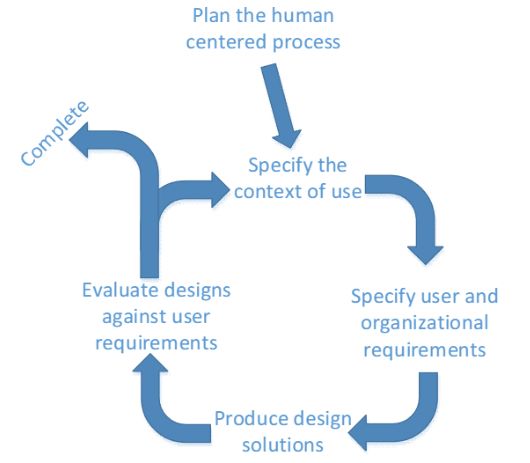 Plan the human
centered process
Complete
Specify the
context of use
Evaluate designs
against user
requirements
Specify user and
organizational
requirements
Produce design
solutions